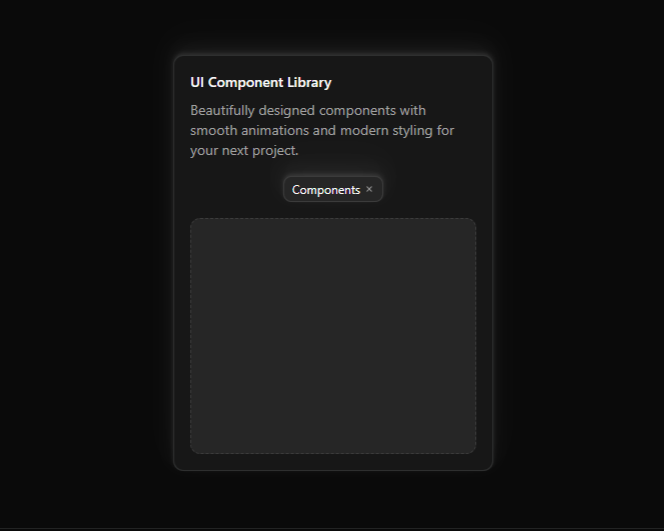 UI Component Library
Beautifully designed components with
smooth animations and modern styling for
your next project.
Components ×